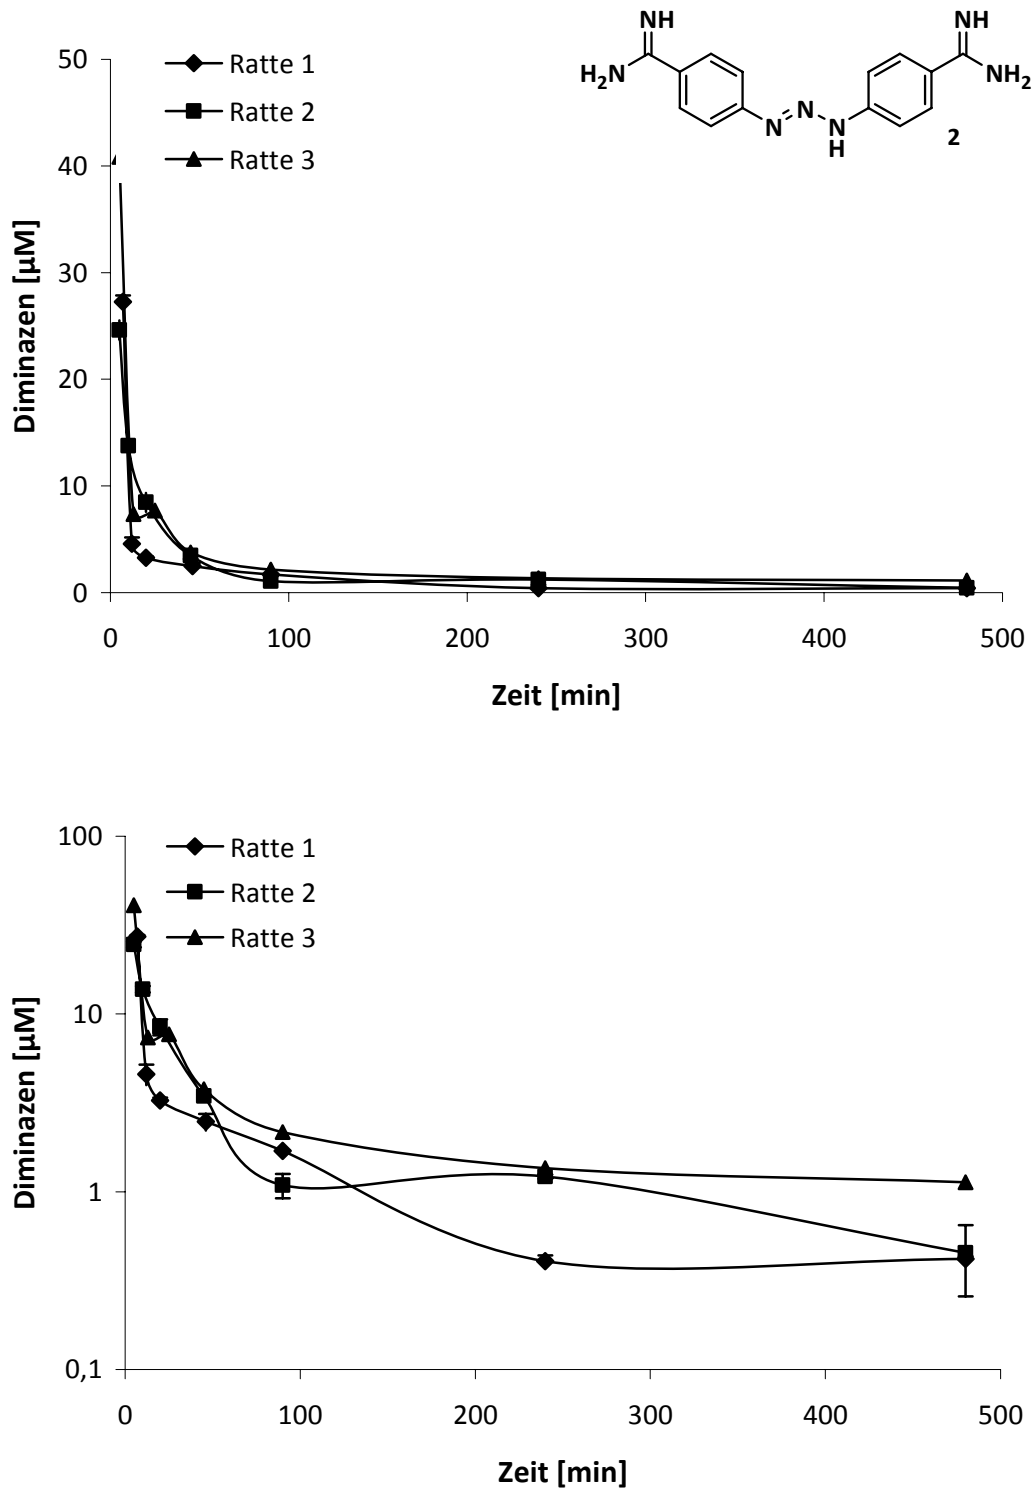 NH
NH
H₂N
NH₂
N
N
N
H
2
Ratte 1
Ratte 2
Ratte 3
50
40
30
20
10
0
Diminazen [µM]
0 100 200 300 400 500
Zeit [min]
Ratte 1
Ratte 2
Ratte 3
100
10
1
0,1
Diminazen [µM]
0 100 200 300 400 500
Zeit [min]